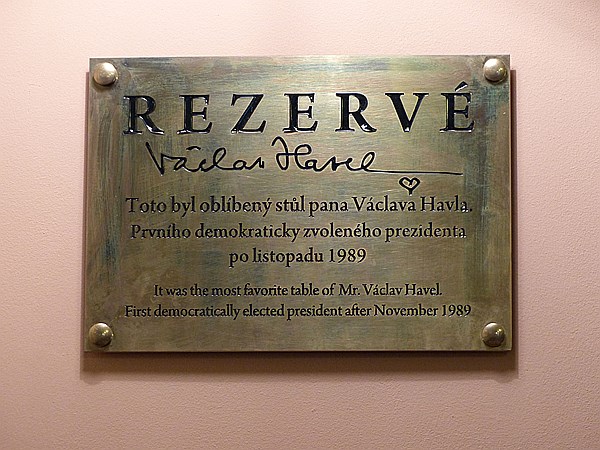 REZERVÉ
Václav Havel
Toto byl oblíbený stůl pana Václava Havla.
Prvního demokraticky zvoleného prezidenta
po listopadu 1989
It was the most favorite table of Mr. Václav Havel.
First democratically elected president after November 1989